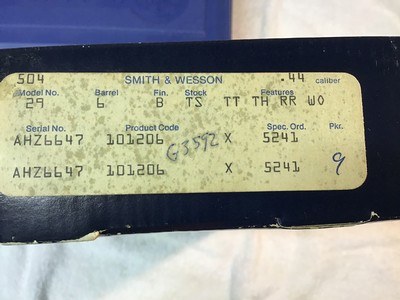 504 SMITH & WESSON .44 caliber
Model No. Barrel Fin. Stock Features
29 6 B TS TT TH RR WO
Serial No. Product Code Spec. Ord. Pkr.
AHZ6647 101206 G3592 X 5241
AHZ6647 101206 X 5241 9